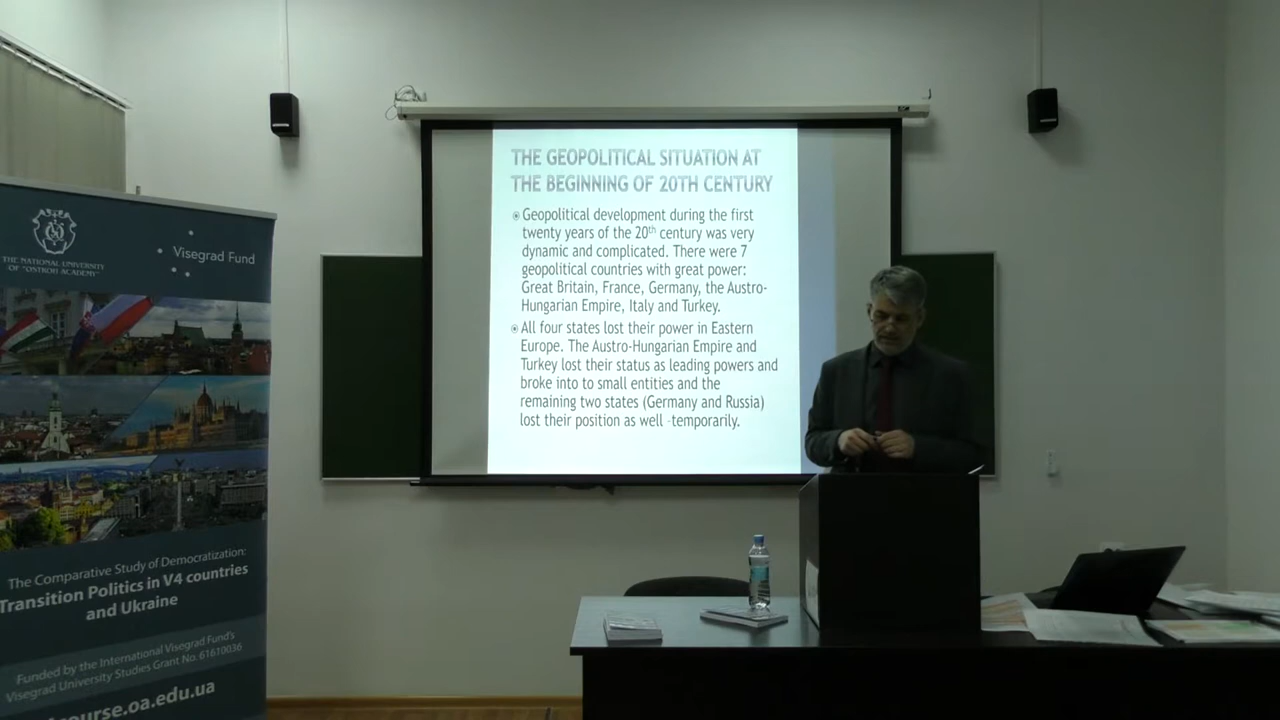 THE GEOPOLITICAL SITUATION AT
THE BEGINNING OF 20TH CENTURY
Geopolitical development during the first
twenty years of the 20th century was very
dynamic and complicated. There were 7
geopolitical countries with great power:
Great Britain, France, Germany, the Austro-
Hungarian Empire, Italy and Turkey.
All four states lost their power in Eastern
Europe. The Austro-Hungarian Empire and
Turkey lost their status as leading powers and
broke into to small entities and the
remaining two states (Germany and Russia)
lost their position as well -temporarily.
THE NATIONAL UNIVERSITY
OF "OSTROH ACADEMY"
Visegrad Fund
The Comparative Study of Democratization:
Transition Politics in V4 countries
and Ukraine
Funded by the International Visegrad Fund's
Visegrad University Studies Grant No. 61610036
course.oa.edu.ua